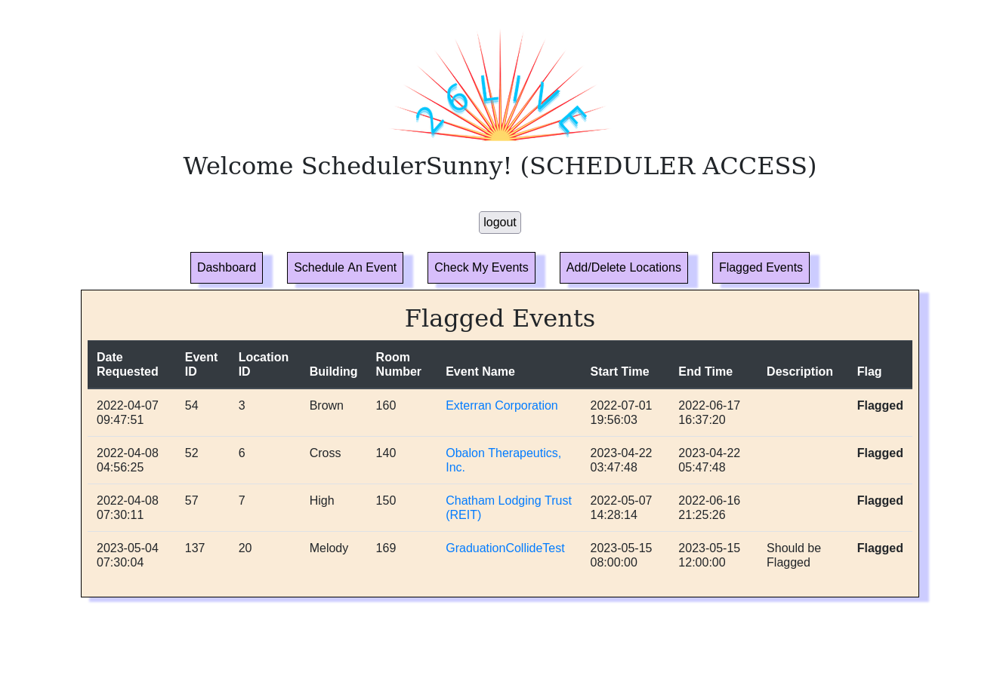 26LIVE
Welcome SchedulerSunny! (SCHEDULER ACCESS)
logout
Dashboard Schedule An Event Check My Events Add/Delete Locations Flagged Events
Flagged Events
Date Requested Event ID Location ID Building Room Number Event Name Start Time End Time Description Flag
2022-04-07 09:47:51 54 3 Brown 160 Exterran Corporation 2022-07-01 19:56:03 2022-06-17 16:37:20 Flagged
2022-04-08 04:56:25 52 6 Cross 140 Obalon Therapeutics, Inc. 2023-04-22 03:47:48 2023-04-22 05:47:48 Flagged
2022-04-08 07:30:11 57 7 High 150 Chatham Lodging Trust (REIT) 2022-05-07 14:28:14 2022-06-16 21:25:26 Flagged
2023-05-04 07:30:04 137 20 Melody 169 GraduationCollideTest 2023-05-15 08:00:00 2023-05-15 12:00:00 Should be Flagged Flagged